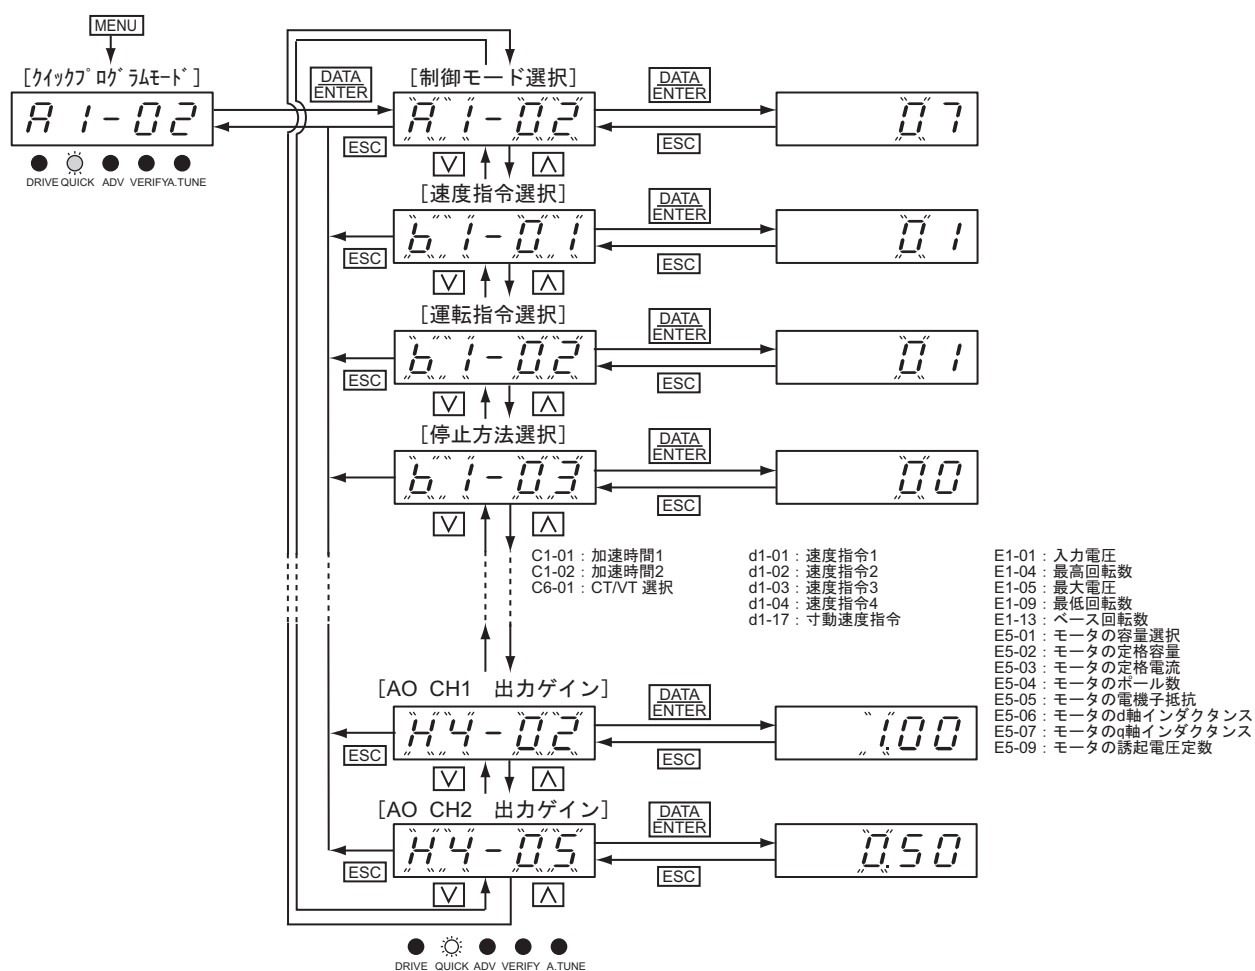 MENU
[ｸｲｯｸﾌﾟﾛｸﾞﾗﾑﾓｰﾄﾞ]
A1-02
DRIVE QUICK ADV VERIFY A.TUNE
DATA
ENTER
ESC
[制御モード選択]
A1-02
DATA
ENTER
ESC
07
∨ ∧
[速度指令選択]
b1-01
ESC
DATA
ENTER
ESC
01
∨ ∧
[運転指令選択]
b1-02
ESC
DATA
ENTER
ESC
01
∨ ∧
[停止方法選択]
b1-03
DATA
ENTER
ESC
00
∨ ∧
C1-01：加速時間1
C1-02：加速時間2
C6-01：CT/VT 選択
d1-01：速度指令1
d1-02：速度指令2
d1-03：速度指令3
d1-04：速度指令4
d1-17：寸動速度指令
E1-01：入力電圧
E1-04：最高回転数
E1-05：最大電圧
E1-09：最低回転数
E1-13：ベース回転数
E5-01：モータの容量選択
E5-02：モータの定格容量
E5-03：モータの定格電流
E5-04：モータのポール数
E5-05：モータの電機子抵抗
E5-06：モータのd軸インダクタンス
E5-07：モータのq軸インダクタンス
E5-09：モータの誘起電圧定数
[AO CH1 出力ゲイン]
H4-02
ESC
DATA
ENTER
ESC
1.00
∨ ∧
[AO CH2 出力ゲイン]
H4-05
ESC
DATA
ENTER
ESC
0.50
∨ ∧
DRIVE QUICK ADV VERIFY A.TUNE